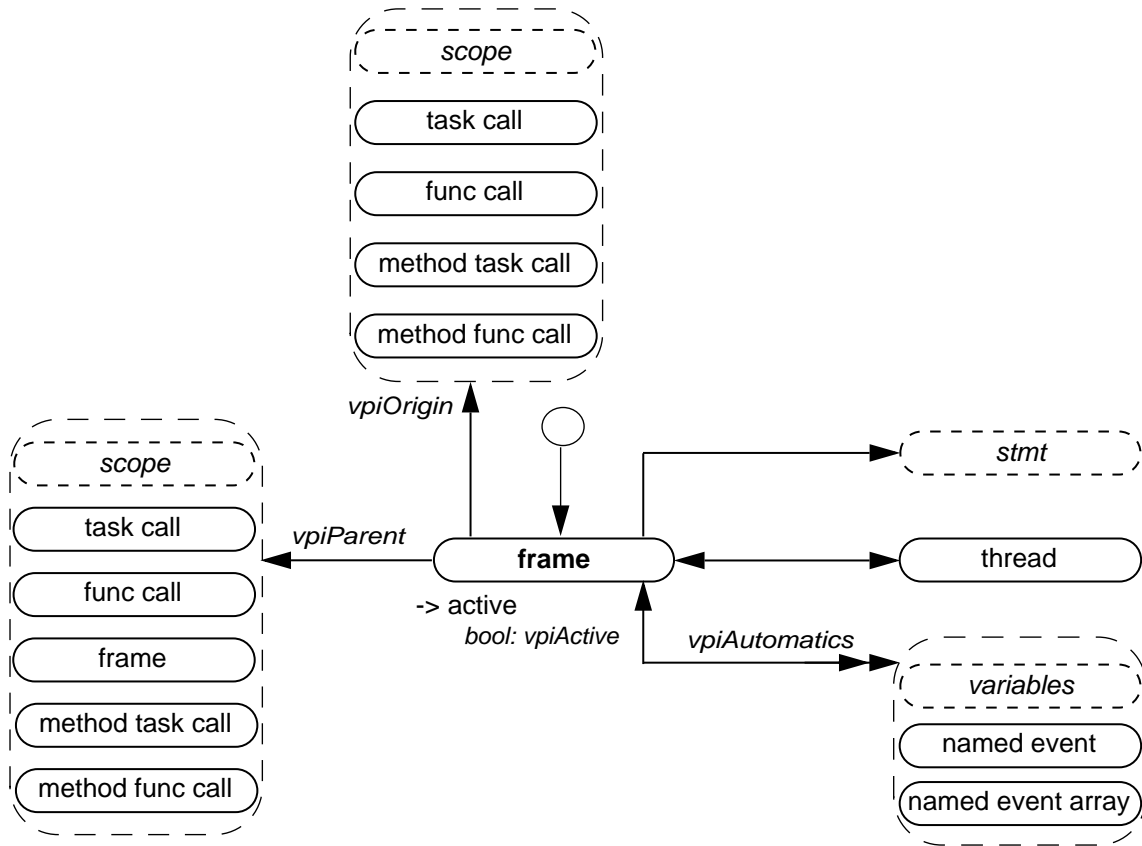 scope
task call
func call
method task call
method func call
vpiOrigin
scope
task call
func call
frame
method task call
method func call
vpiParent
frame
-> active
bool: vpiActive
stmt
thread
vpiAutomatics
variables
named event
named event array